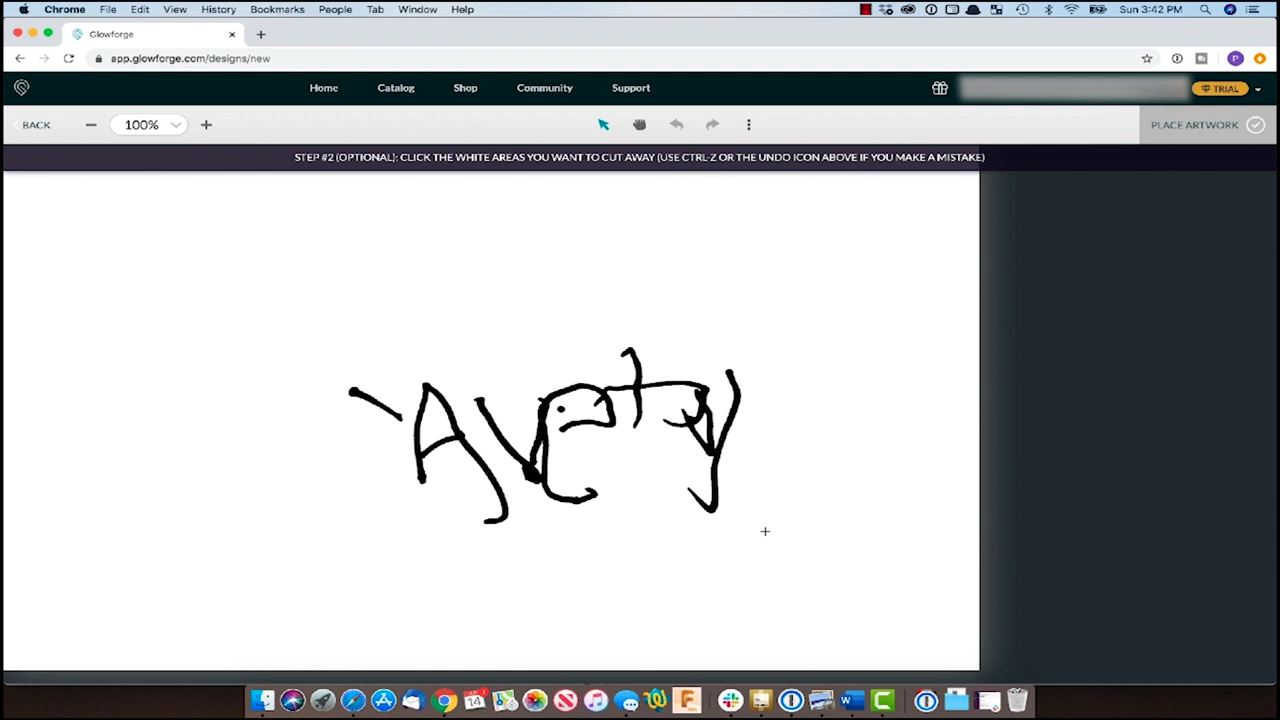 Chrome File Edit View History Bookmarks People Tab Window Help Sun 3:42 PM
Glowforge
app.glowforge.com/designs/new
Home Catalog Shop Community Support TRIAL
BACK 100% PLACE ARTWORK
STEP #2 (OPTIONAL): CLICK THE WHITE AREAS YOU WANT TO CUT AWAY (USE CTRL-Z OR THE UNDO ICON ABOVE IF YOU MAKE A MISTAKE)